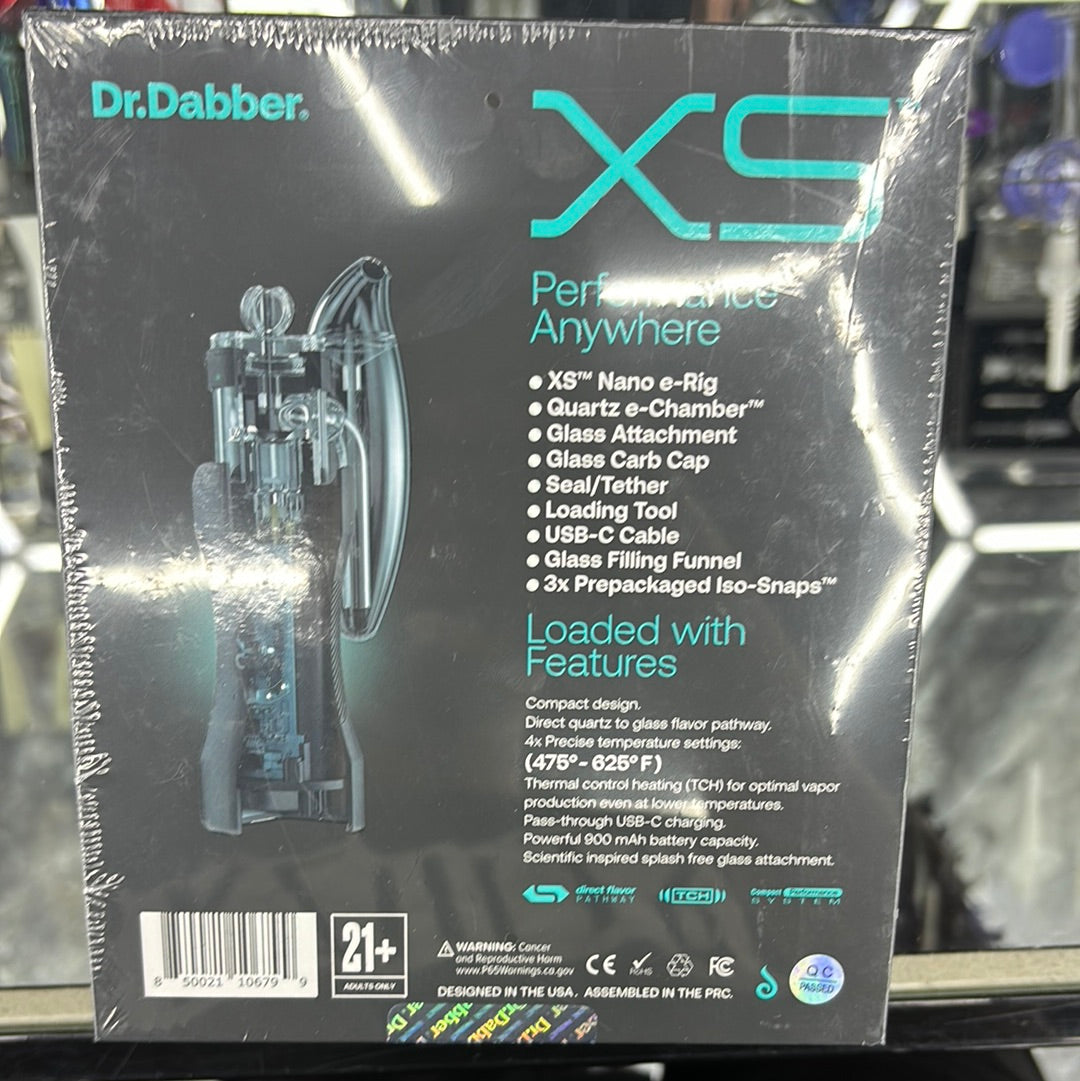 Dr.Dabber®
XS
Performance
Anywhere
XS™ Nano e-Rig
Quartz e-Chamber™
Glass Attachment
Glass Carb Cap
Seal/Tether
Loading Tool
USB-C Cable
Glass Filling Funnel
3x Prepackaged Iso-Snaps™
Loaded with
Features
Compact design.
Direct quartz to glass flavor pathway.
4x Precise temperature settings:
(475°- 625° F)
Thermal control heating (TCH) for optimal vapor
production even at lower temperatures.
Pass-through USB-C charging.
Powerful 900 mAh battery capacity.
Scientific inspired splash free glass attachment.
direct flavor
PATHWAY
TCH
Compact Performance
SYSTEM
8 50021 10679 9
21+
ADULTS ONLY
WARNING: Cancer
and Reproductive Harm
www.P65Warnings.ca.gov
CE
RoHS
FC
QC
PASSED
DESIGNED IN THE USA. ASSEMBLED IN THE PRC.